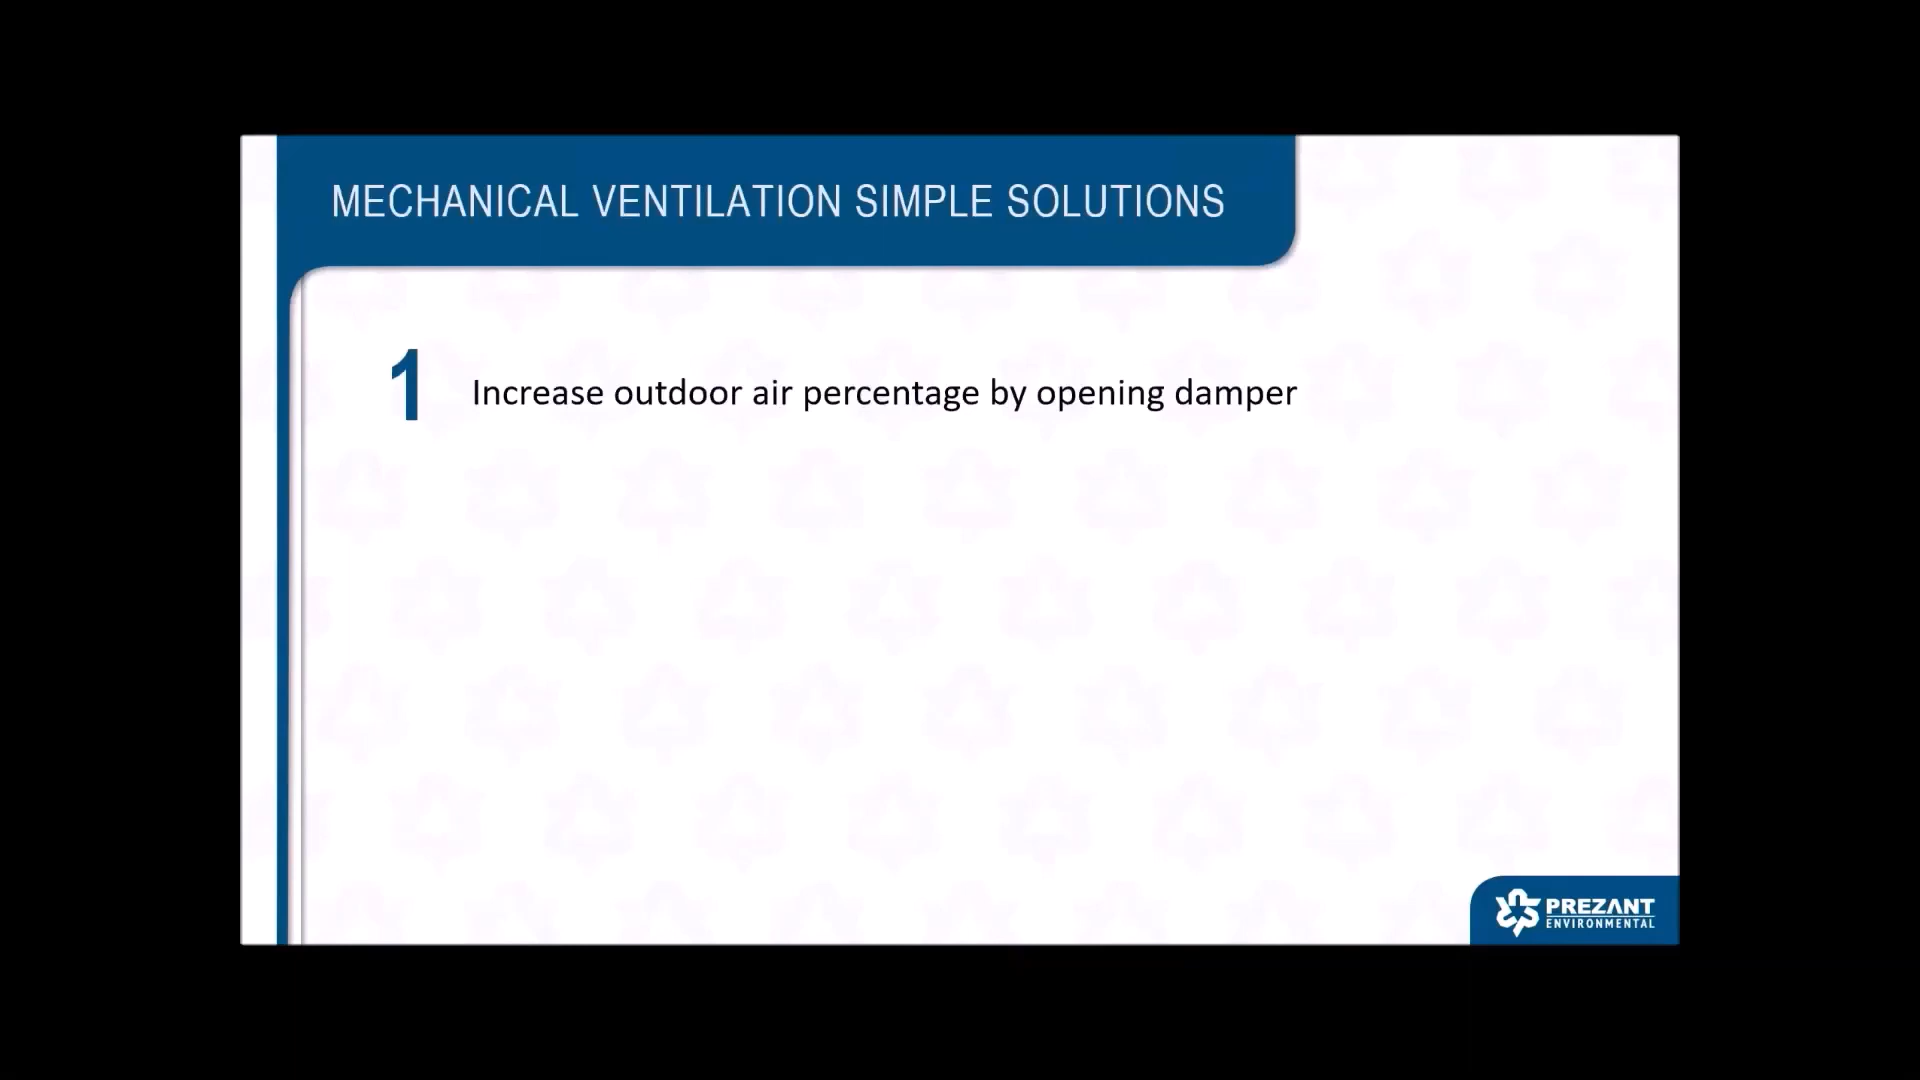 MECHANICAL VENTILATION SIMPLE SOLUTIONS
1 Increase outdoor air percentage by opening damper
PREZANT
ENVIRONMENTAL